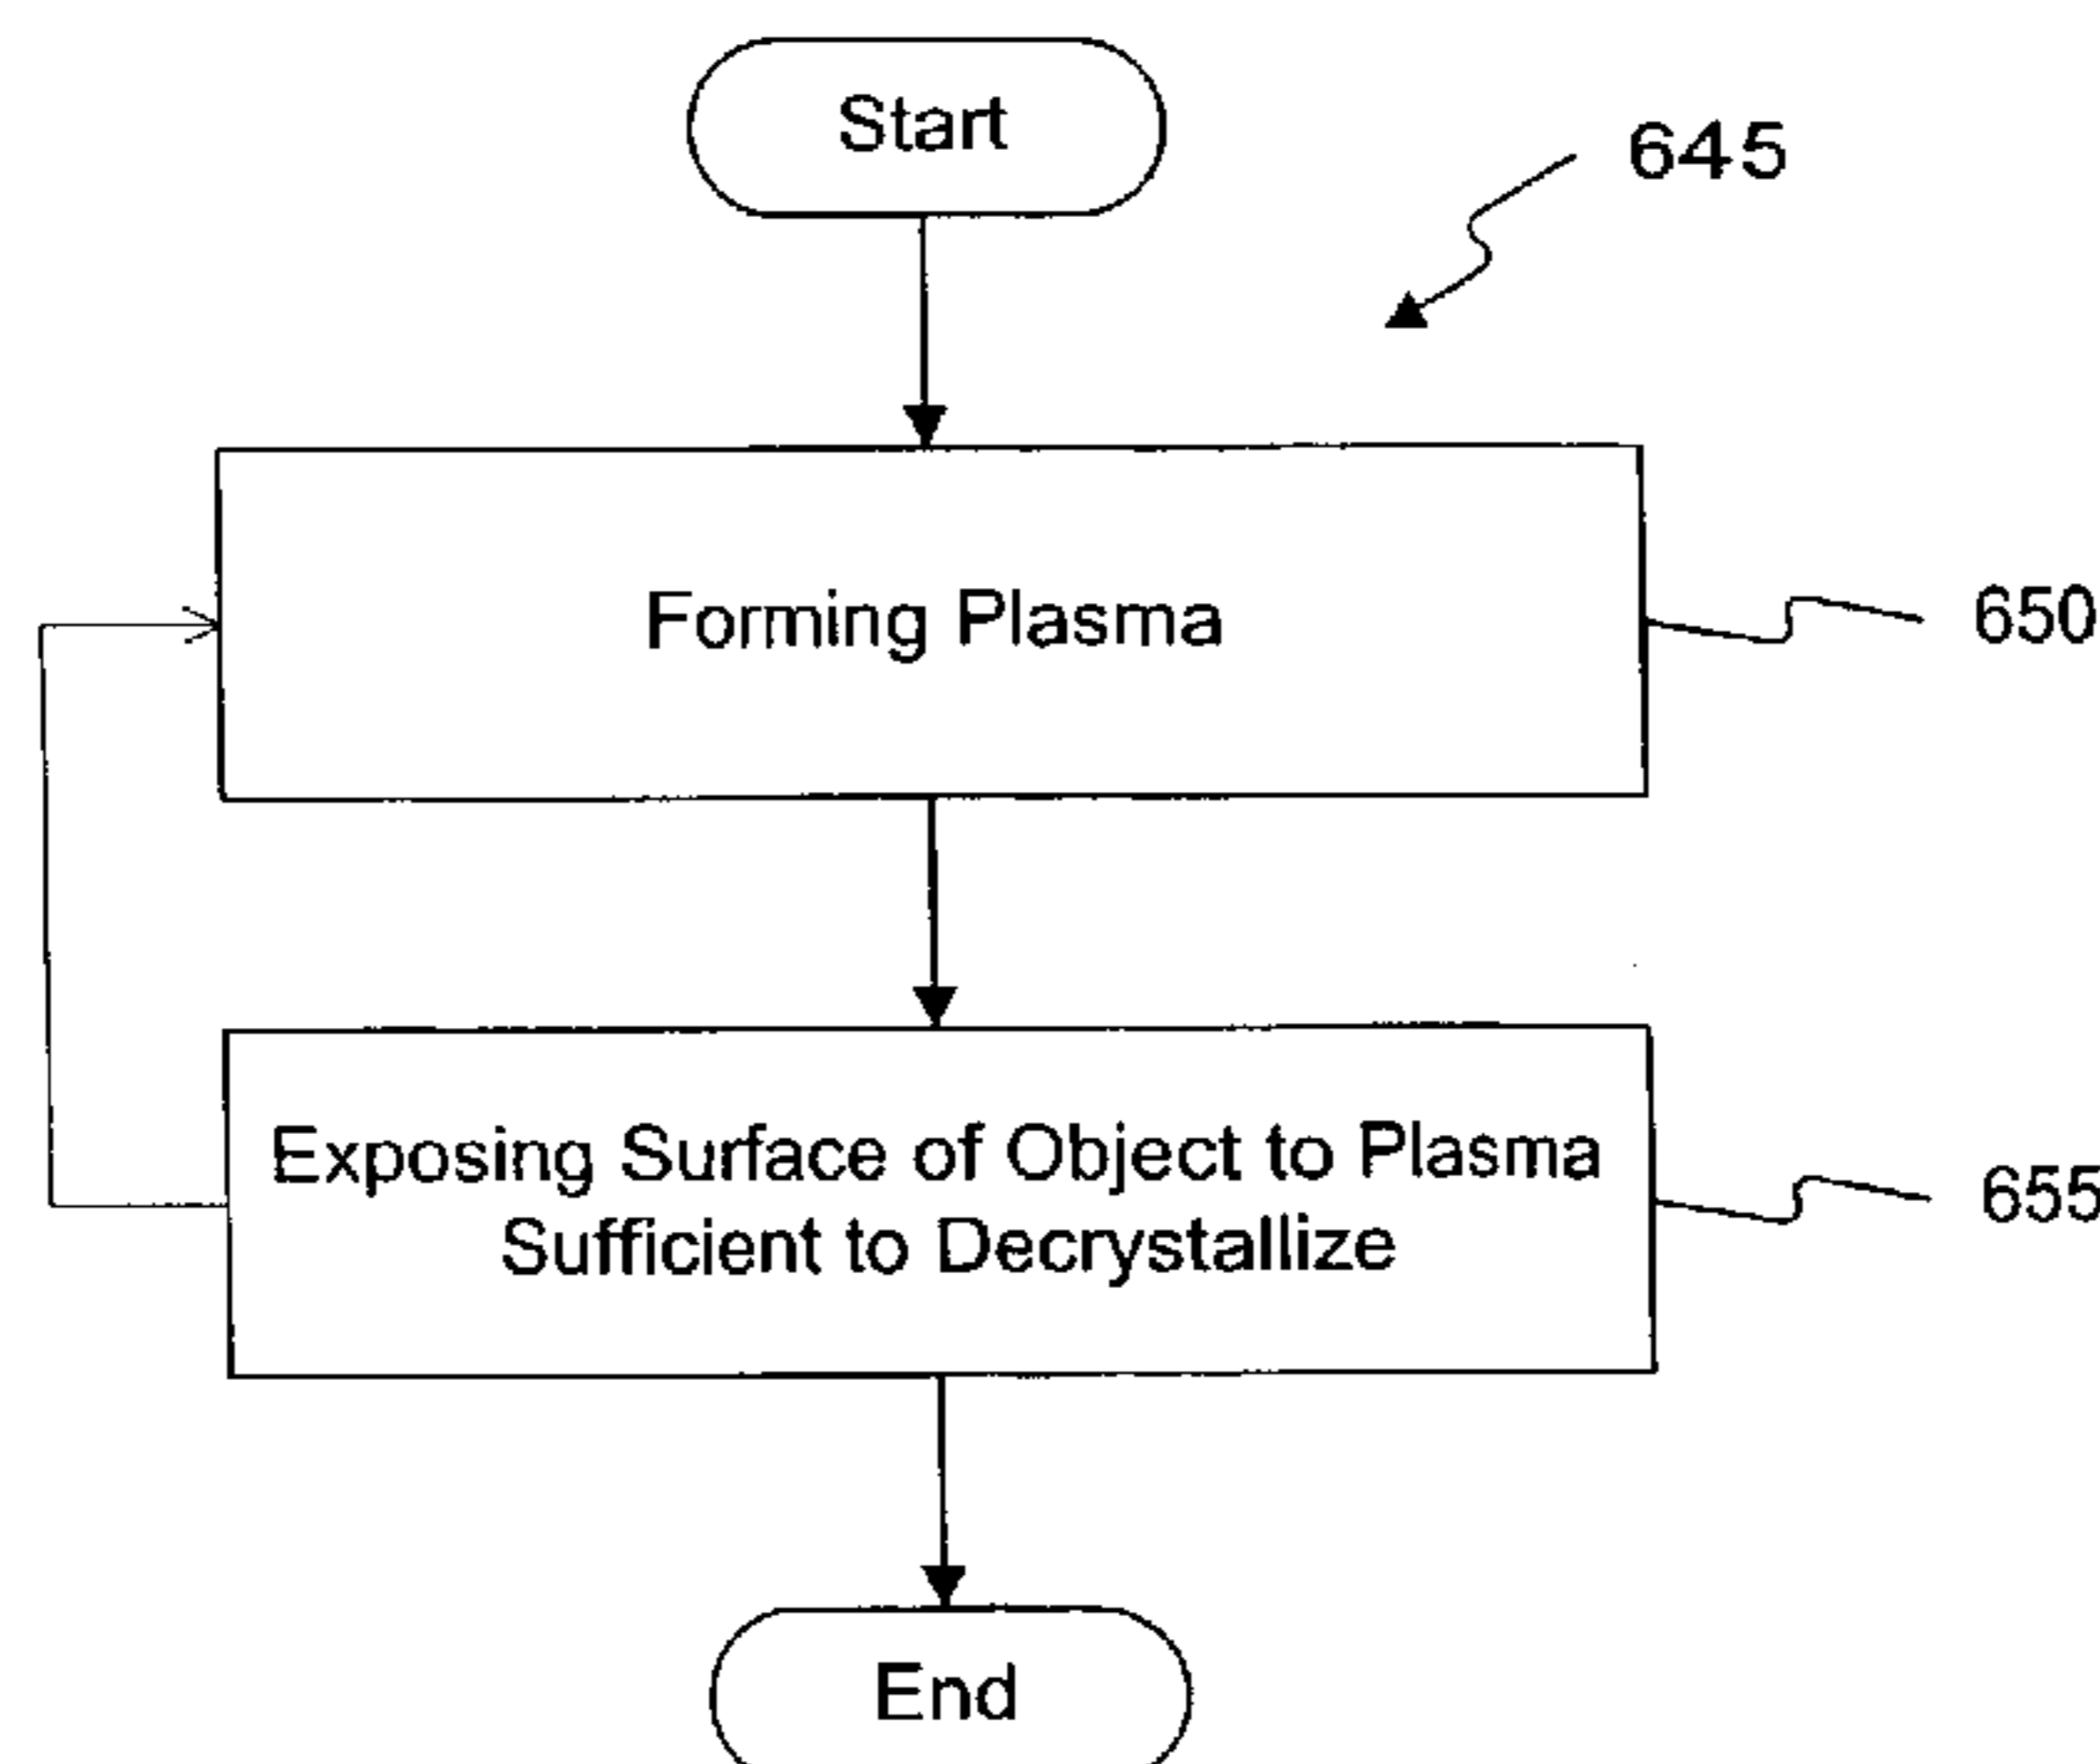 Start
645
Forming Plasma
650
Exposing Surface of Object to Plasma
Sufficient to Decrystallize
655
End